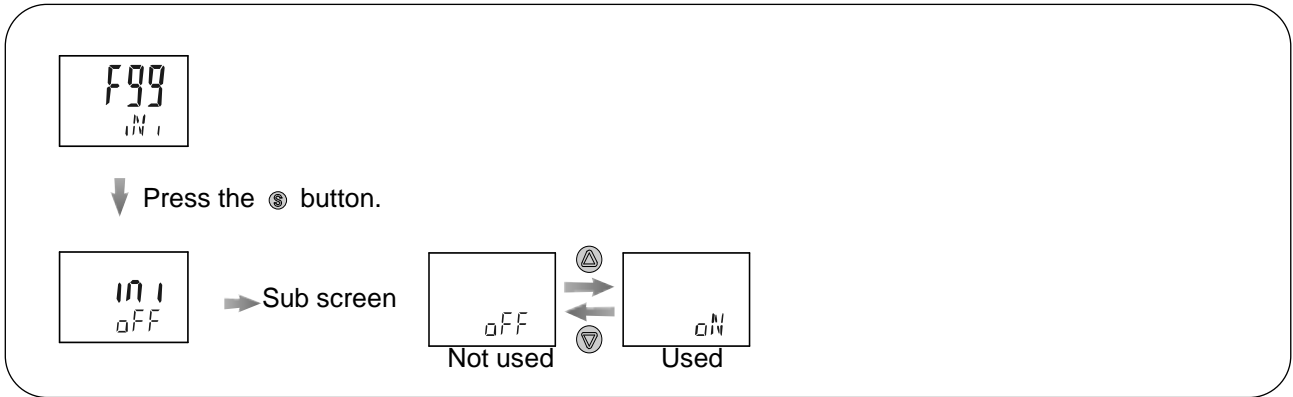 F99
iNi
Press the Ⓢ button.
ini
oFF
Sub screen
oFF
oN
Not used
Used